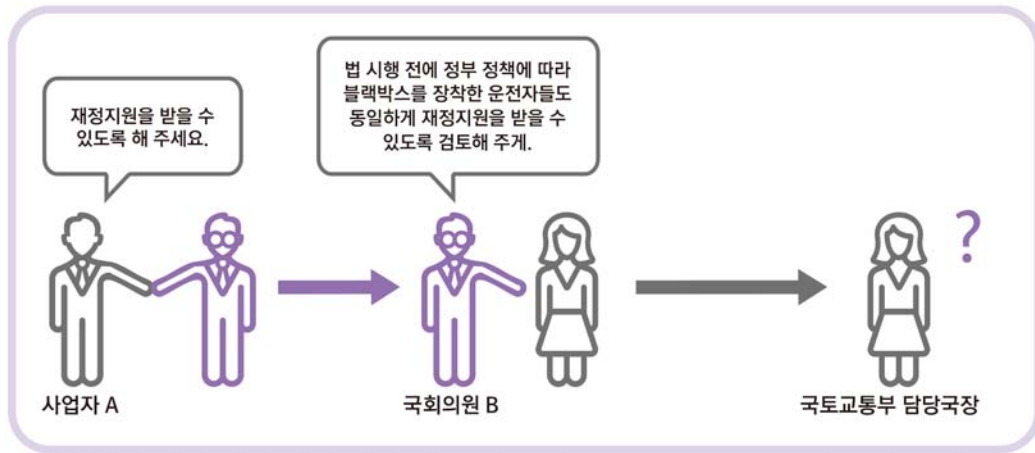 재정지원을 받을 수
있도록 해 주세요.
법 시행 전에 정부 정책에 따라
블랙박스를 장착한 운전자들도
동일하게 재정지원을 받을 수
있도록 검토해 주게.
?
사업자 A
국회의원 B
국토교통부 담당국장